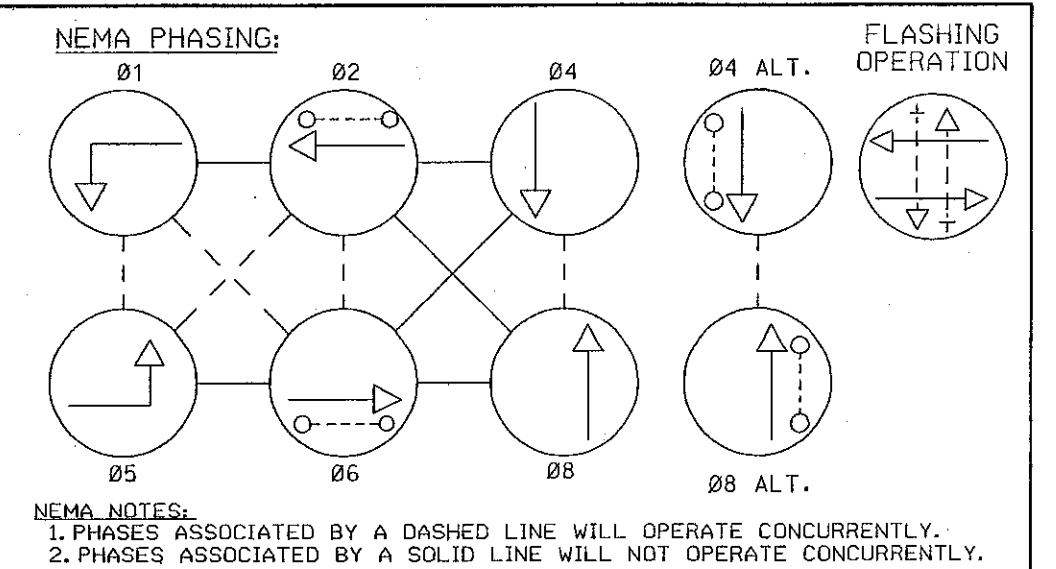 NEMA PHASING:
FLASHING
OPERATION
Ø1
Ø2
Ø4
Ø4 ALT.
Ø5
Ø6
Ø8
Ø8 ALT.
NEMA NOTES:
1. PHASES ASSOCIATED BY A DASHED LINE WILL OPERATE CONCURRENTLY.
2. PHASES ASSOCIATED BY A SOLID LINE WILL NOT OPERATE CONCURRENTLY.